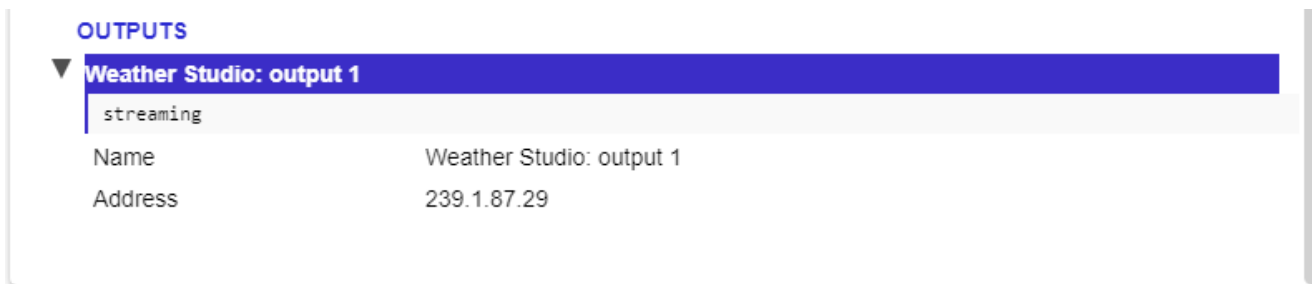 OUTPUTS
Weather Studio: output 1
streaming
Name Weather Studio: output 1
Address 239.1.87.29